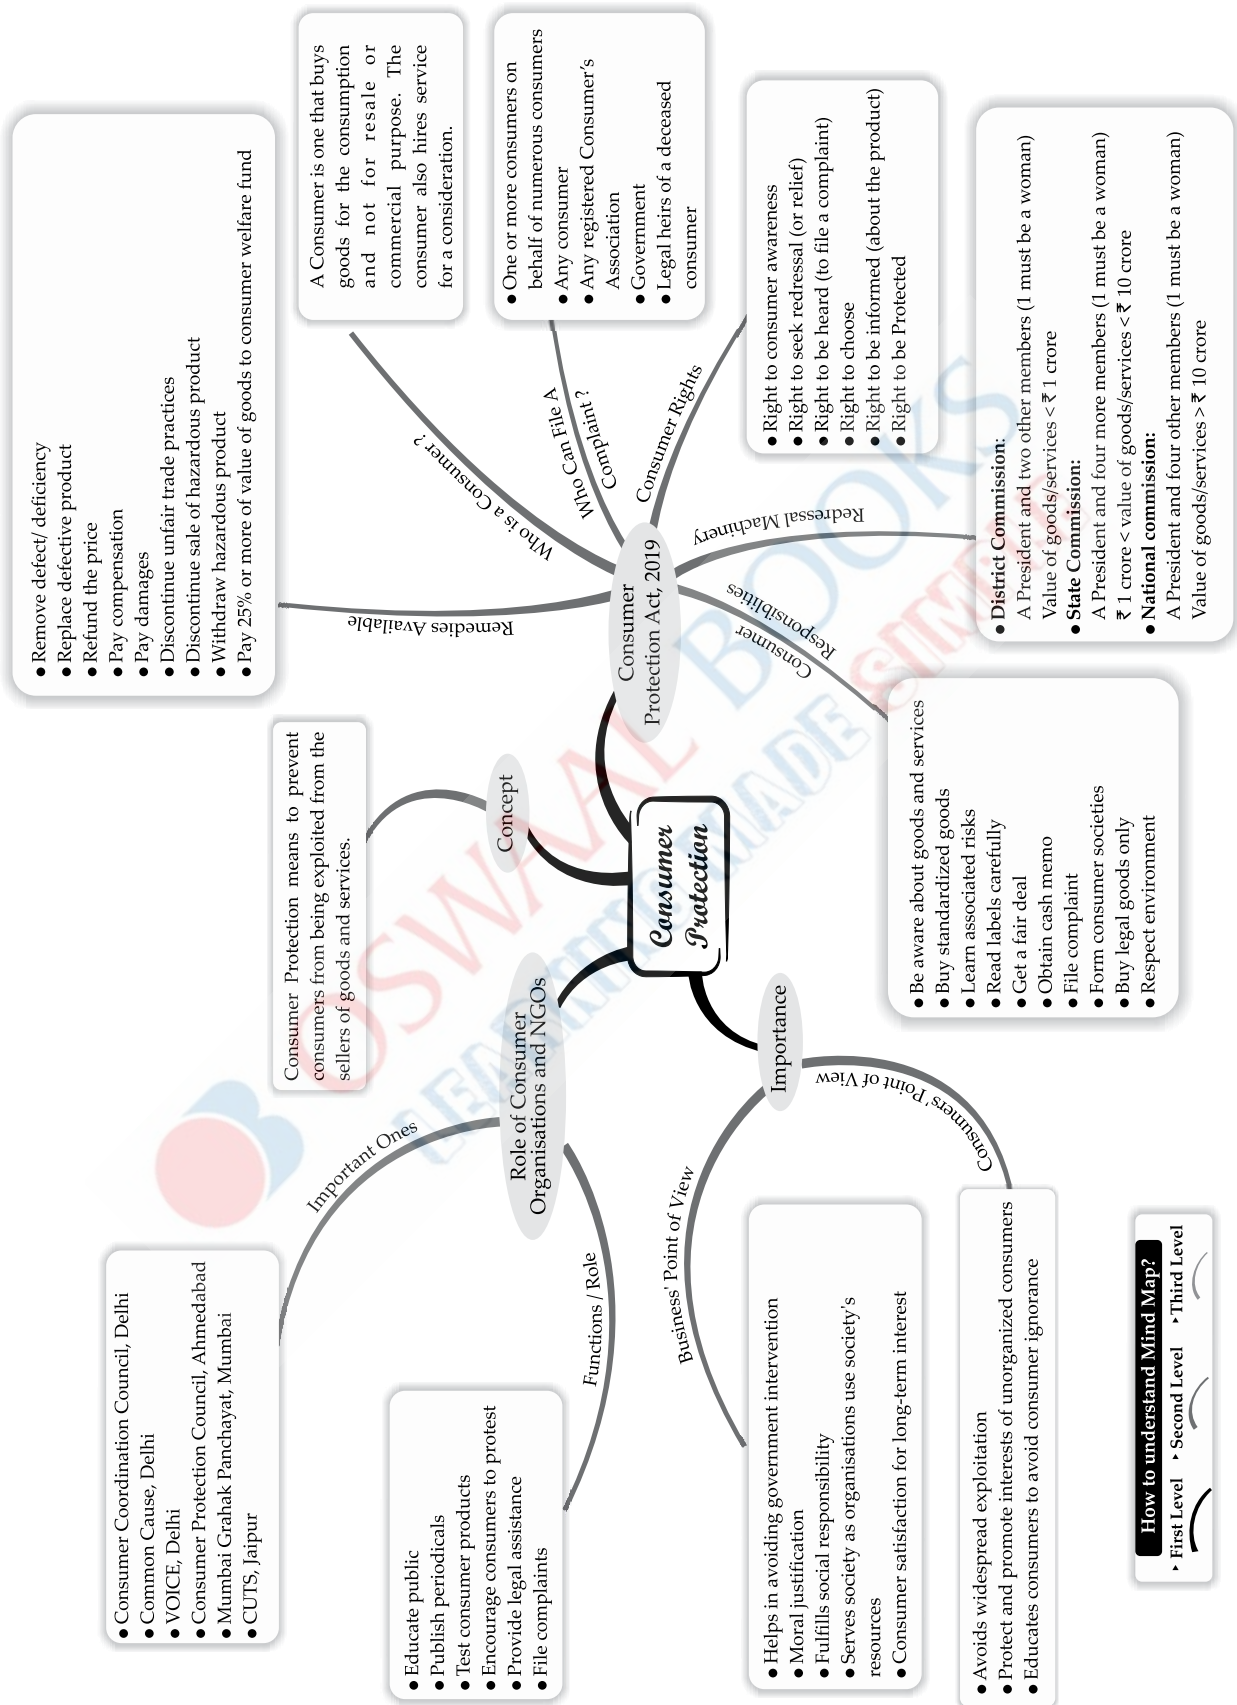 Consumer
Protection
Concept
Consumer Protection means to prevent
consumers from being exploited from the
sellers of goods and services.
Consumer
Protection Act, 2019
Remedies Available
● Remove defect/ deficiency
● Replace defective product
● Refund the price
● Pay compensation
● Pay damages
● Discontinue unfair trade practices
● Discontinue sale of hazardous product
● Withdraw hazardous product
● Pay 25% or more of value of goods to consumer welfare fund
Who is a Consumer ?
A Consumer is one that buys
goods for the consumption
and not for resale or
commercial purpose. The
consumer also hires service
for a consideration.
Who Can File A
Complaint ?
● One or more consumers on
behalf of numerous consumers
● Any consumer
● Any registered Consumer's
Association
● Government
● Legal heirs of a deceased
consumer
Consumer Rights
● Right to consumer awareness
● Right to seek redressal (or relief)
● Right to be heard (to file a complaint)
● Right to choose
● Right to be informed (about the product)
● Right to be Protected
Redressal Machinery
● District Commission:
A President and two other members (1 must be a woman)
Value of goods/services < ₹ 1 crore
● State Commission:
A President and four more members (1 must be a woman)
₹ 1 crore < value of goods/services < ₹ 10 crore
● National commission:
A President and four other members (1 must be a woman)
Value of goods/services > ₹ 10 crore
Consumer
Responsiblities
● Be aware about goods and services
● Buy standardized goods
● Learn associated risks
● Read labels carefully
● Get a fair deal
● Obtain cash memo
● File complaint
● Form consumer societies
● Buy legal goods only
● Respect environment
Role of Consumer
Organisations and NGOs
Important Ones
● Consumer Coordination Council, Delhi
● Common Cause, Delhi
● VOICE, Delhi
● Consumer Protection Council, Ahmedabad
● Mumbai Grahak Panchayat, Mumbai
● CUTS, Jaipur
Functions / Role
● Educate public
● Publish periodicals
● Test consumer products
● Encourage consumers to protest
● Provide legal assistance
● File complaints
Importance
Business' Point of View
● Helps in avoiding government intervention
● Moral justification
● Fulfills social responsibility
● Serves society as organisations use society's
resources
● Consumer satisfaction for long-term interest
Consumers' Point of View
● Avoids widespread exploitation
● Protect and promote interests of unorganized consumers
● Educates consumers to avoid consumer ignorance
How to understand Mind Map?
▸ First Level ▸ Second Level ▸ Third Level
OSWAAL BOOKS
LEARNING MADE SIMPLE